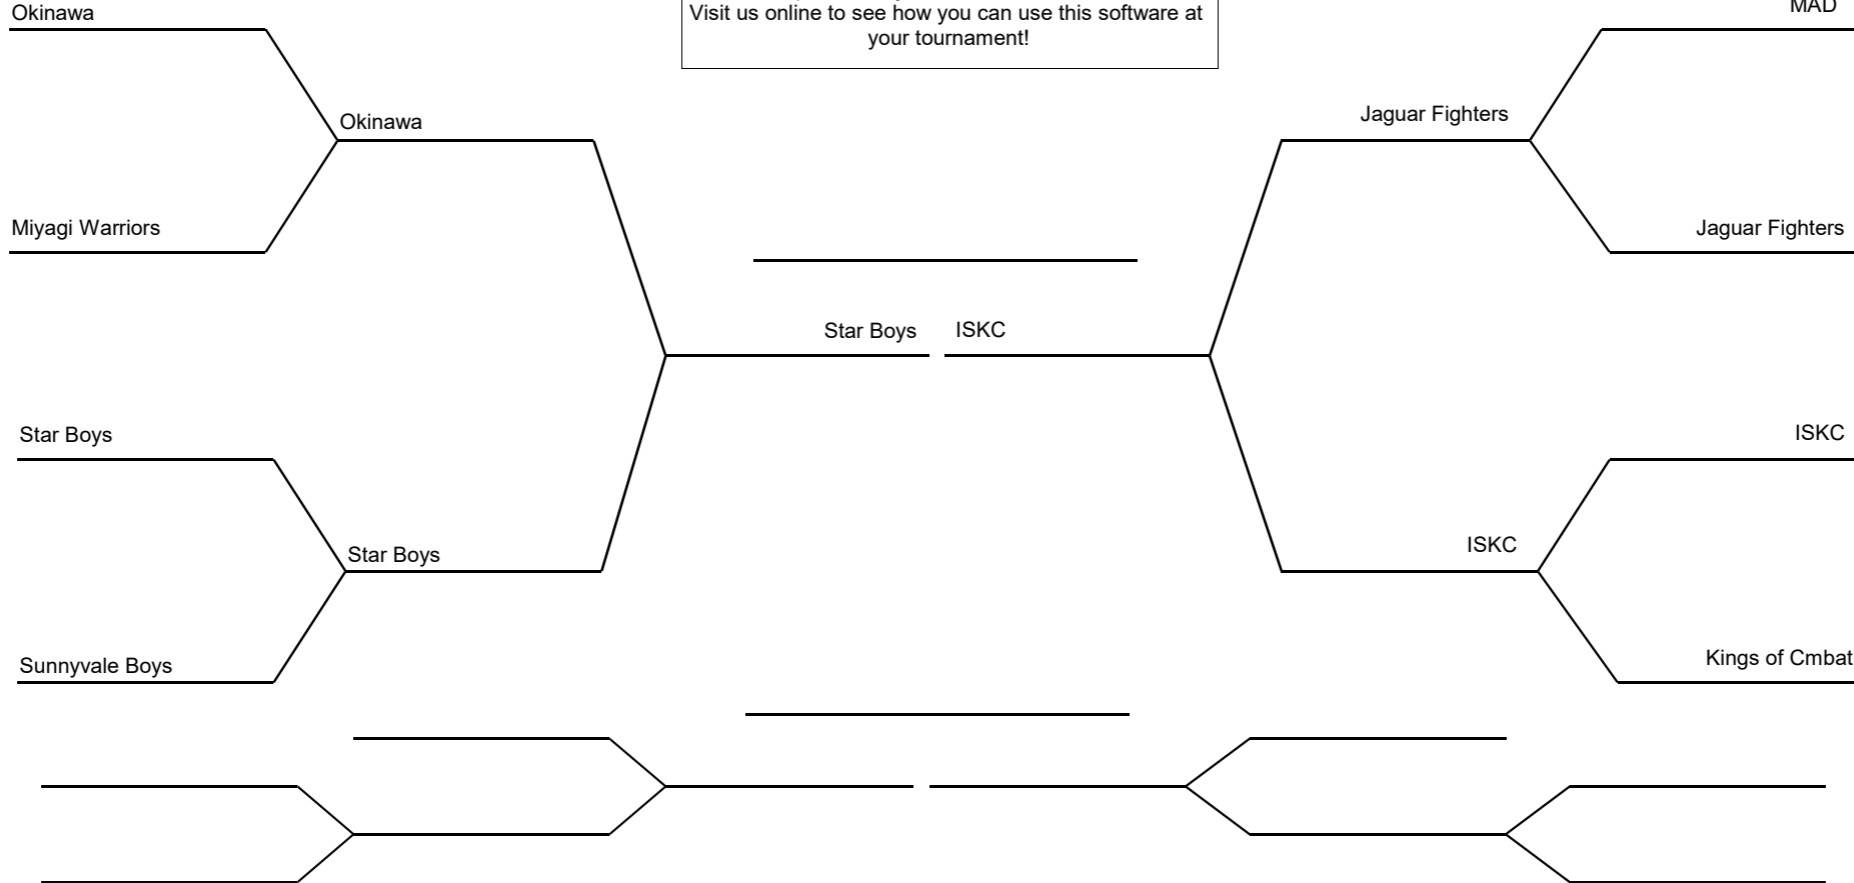 Okinawa
Visit us online to see how you can use this software at
your tournament!
MAD
Okinawa
Jaguar Fighters
Miyagi Warriors
Jaguar Fighters
Star Boys
ISKC
Star Boys
ISKC
Star Boys
ISKC
Sunnyvale Boys
Kings of Cmbat